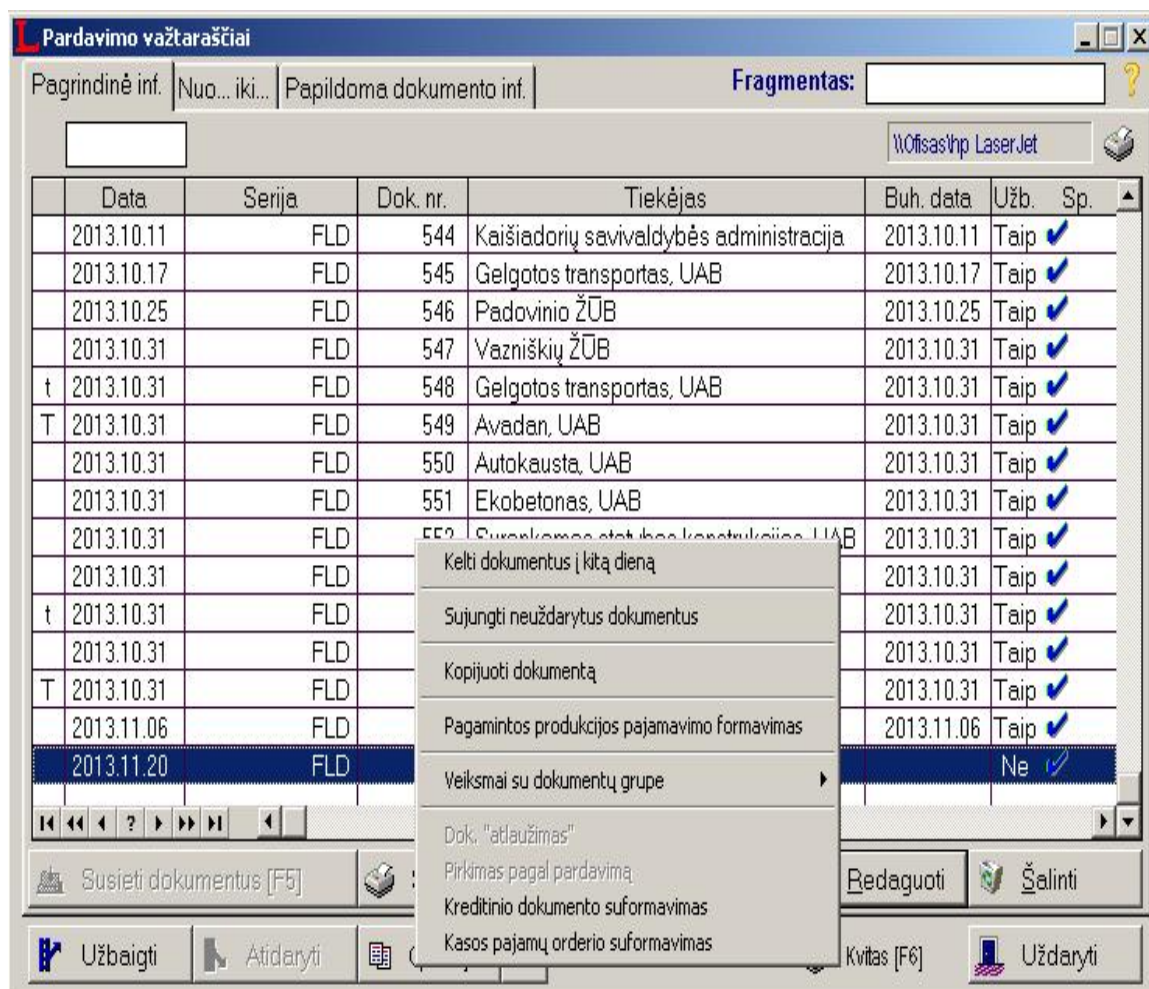 Pardavimo važtaraščiai
Pagrindinė inf. Nuo... iki... Papildoma dokumento inf. Fragmentas:
\\Ofisas\hp LaserJet
Data Serija Dok. nr. Tiekėjas Buh. data Užb. Sp.
2013.10.11 FLD 544 Kaišiadorių savivaldybės administracija 2013.10.11 Taip
2013.10.17 FLD 545 Gelgotos transportas, UAB 2013.10.17 Taip
2013.10.25 FLD 546 Padovinio ŽŪB 2013.10.25 Taip
2013.10.31 FLD 547 Vazniškių ŽŪB 2013.10.31 Taip
t 2013.10.31 FLD 548 Gelgotos transportas, UAB 2013.10.31 Taip
T 2013.10.31 FLD 549 Avadan, UAB 2013.10.31 Taip
2013.10.31 FLD 550 Autokausta, UAB 2013.10.31 Taip
2013.10.31 FLD 551 Ekobetonas, UAB 2013.10.31 Taip
2013.10.31 FLD 552 UAB 2013.10.31 Taip
2013.10.31 FLD 2013.10.31 Taip
t 2013.10.31 FLD 2013.10.31 Taip
2013.10.31 FLD 2013.10.31 Taip
T 2013.10.31 FLD 2013.10.31 Taip
2013.11.06 FLD 2013.11.06 Taip
2013.11.20 FLD Ne
Kelti dokumentus į kitą dieną
Sujungti neuždarytus dokumentus
Kopijuoti dokumentą
Pagamintos produkcijos pajamavimo formavimas
Veiksmai su dokumentų grupe
Dok. "atlaužimas"
Pirkimas pagal pardavimą
Kreditinio dokumento suformavimas
Kasos pajamų orderio suformavimas
Susieti dokumentus [F5] Redaguoti Šalinti
Užbaigti Atidaryti Kvitas [F6] Uždaryti